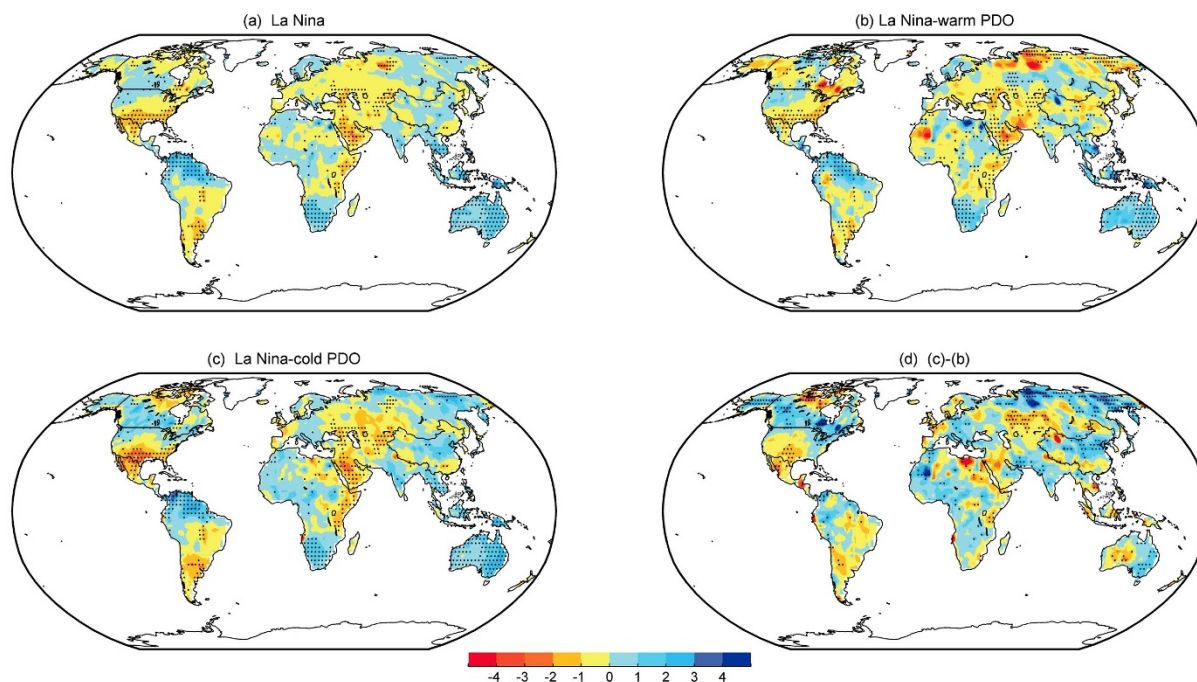 (a) La Nina
(b) La Nina-warm PDO
(c) La Nina-cold PDO
(d) (c)-(b)
-4 -3 -2 -1 0 1 2 3 4